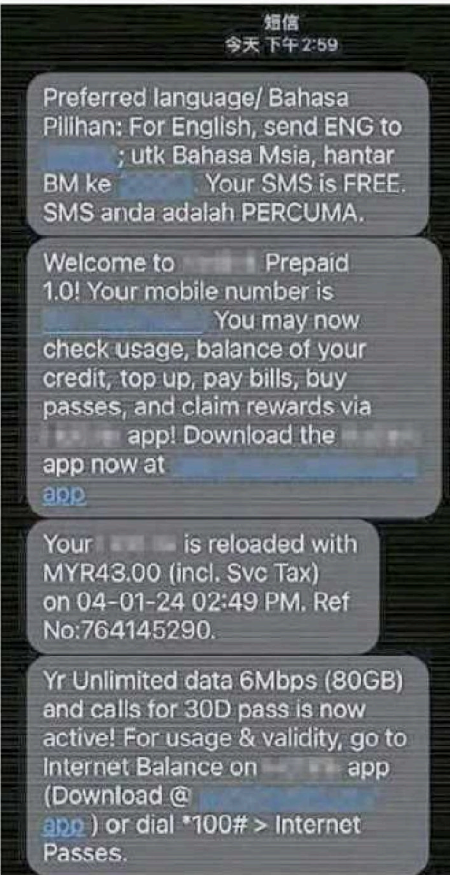 短信
今天 下午 2:59
Preferred language/ Bahasa
Pilihan: For English, send ENG to
; utk Bahasa Msia, hantar
BM ke . Your SMS is FREE.
SMS anda adalah PERCUMA.
Welcome to Prepaid
1.0! Your mobile number is
You may now
check usage, balance of your
credit, top up, pay bills, buy
passes, and claim rewards via
app! Download the
app now at
app
Your is reloaded with
MYR43.00 (incl. Svc Tax)
on 04-01-24 02:49 PM. Ref
No:764145290.
Yr Unlimited data 6Mbps (80GB)
and calls for 30D pass is now
active! For usage & validity, go to
Internet Balance on app
(Download @
app ) or dial *100# > Internet
Passes.